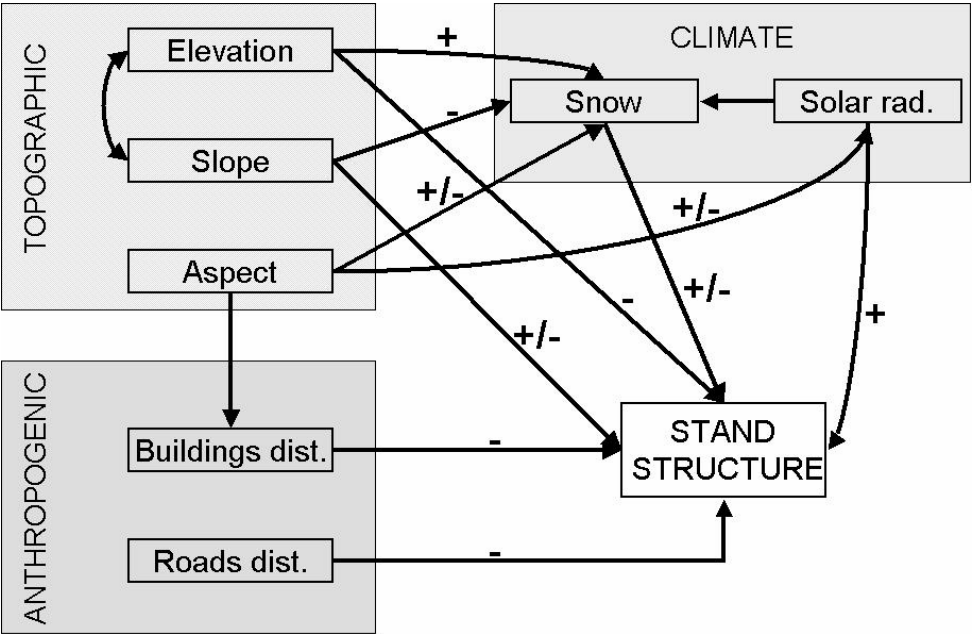 TOPOGRAPHIC
Elevation
Slope
Aspect
CLIMATE
Snow
Solar rad.
+
-
+/-
+/-
+/-
-
+/-
+
ANTHROPOGENIC
Buildings dist.
Roads dist.
-
-
STAND
STRUCTURE